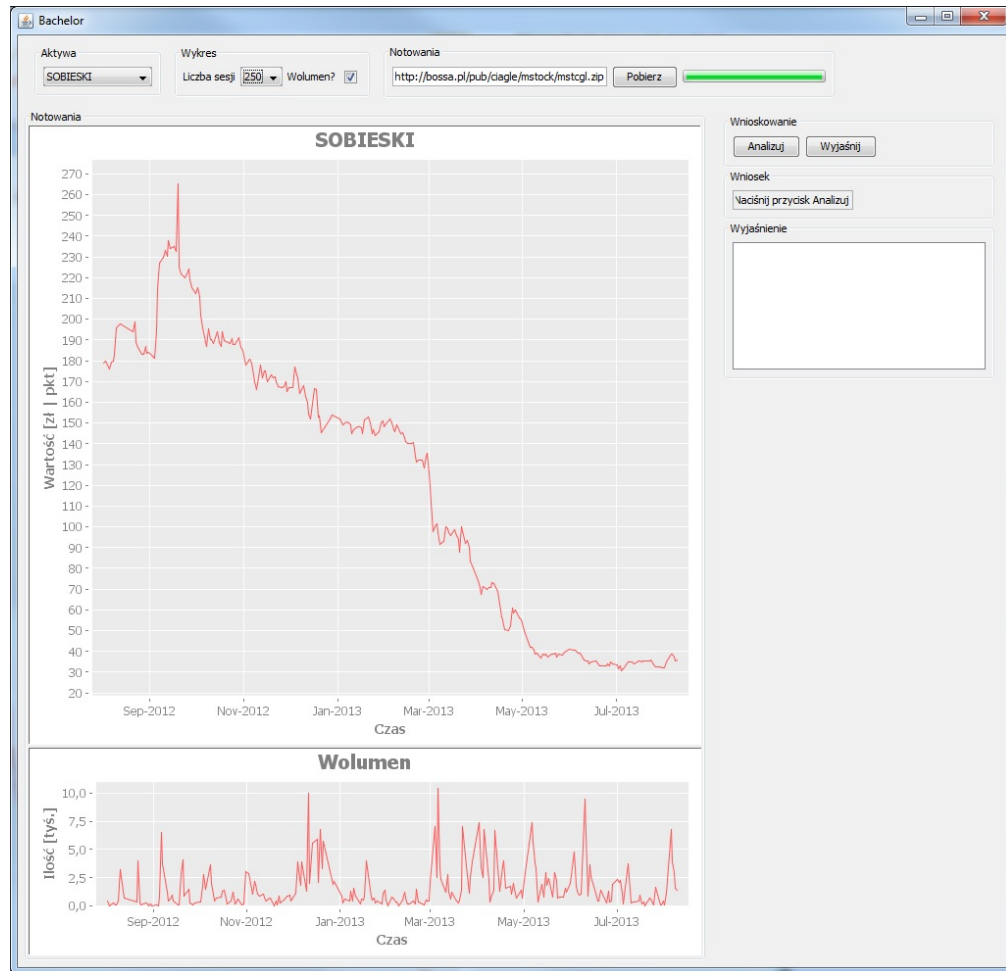 Bachelor
Aktywa
SOBIESKI
Wykres
Liczba sesji 250 Wolumen?
Notowania
http://bossa.pl/pub/ciagle/mstock/mstcgl.zip Pobierz
Notowania
SOBIESKI
270
260
250
240
230
220
210
200
190
180
170
160
150
140
130
120
110
100
90
80
70
60
50
40
30
20
Wartość [zł | pkt]
Sep-2012 Nov-2012 Jan-2013 Mar-2013 May-2013 Jul-2013
Czas
Wolumen
10,0
7,5
5,0
2,5
0,0
Ilość [tyś.]
Sep-2012 Nov-2012 Jan-2013 Mar-2013 May-2013 Jul-2013
Czas
Wnioskowanie
Analizuj Wyjaśnij
Wniosek
Naciśnij przycisk Analizuj
Wyjaśnienie